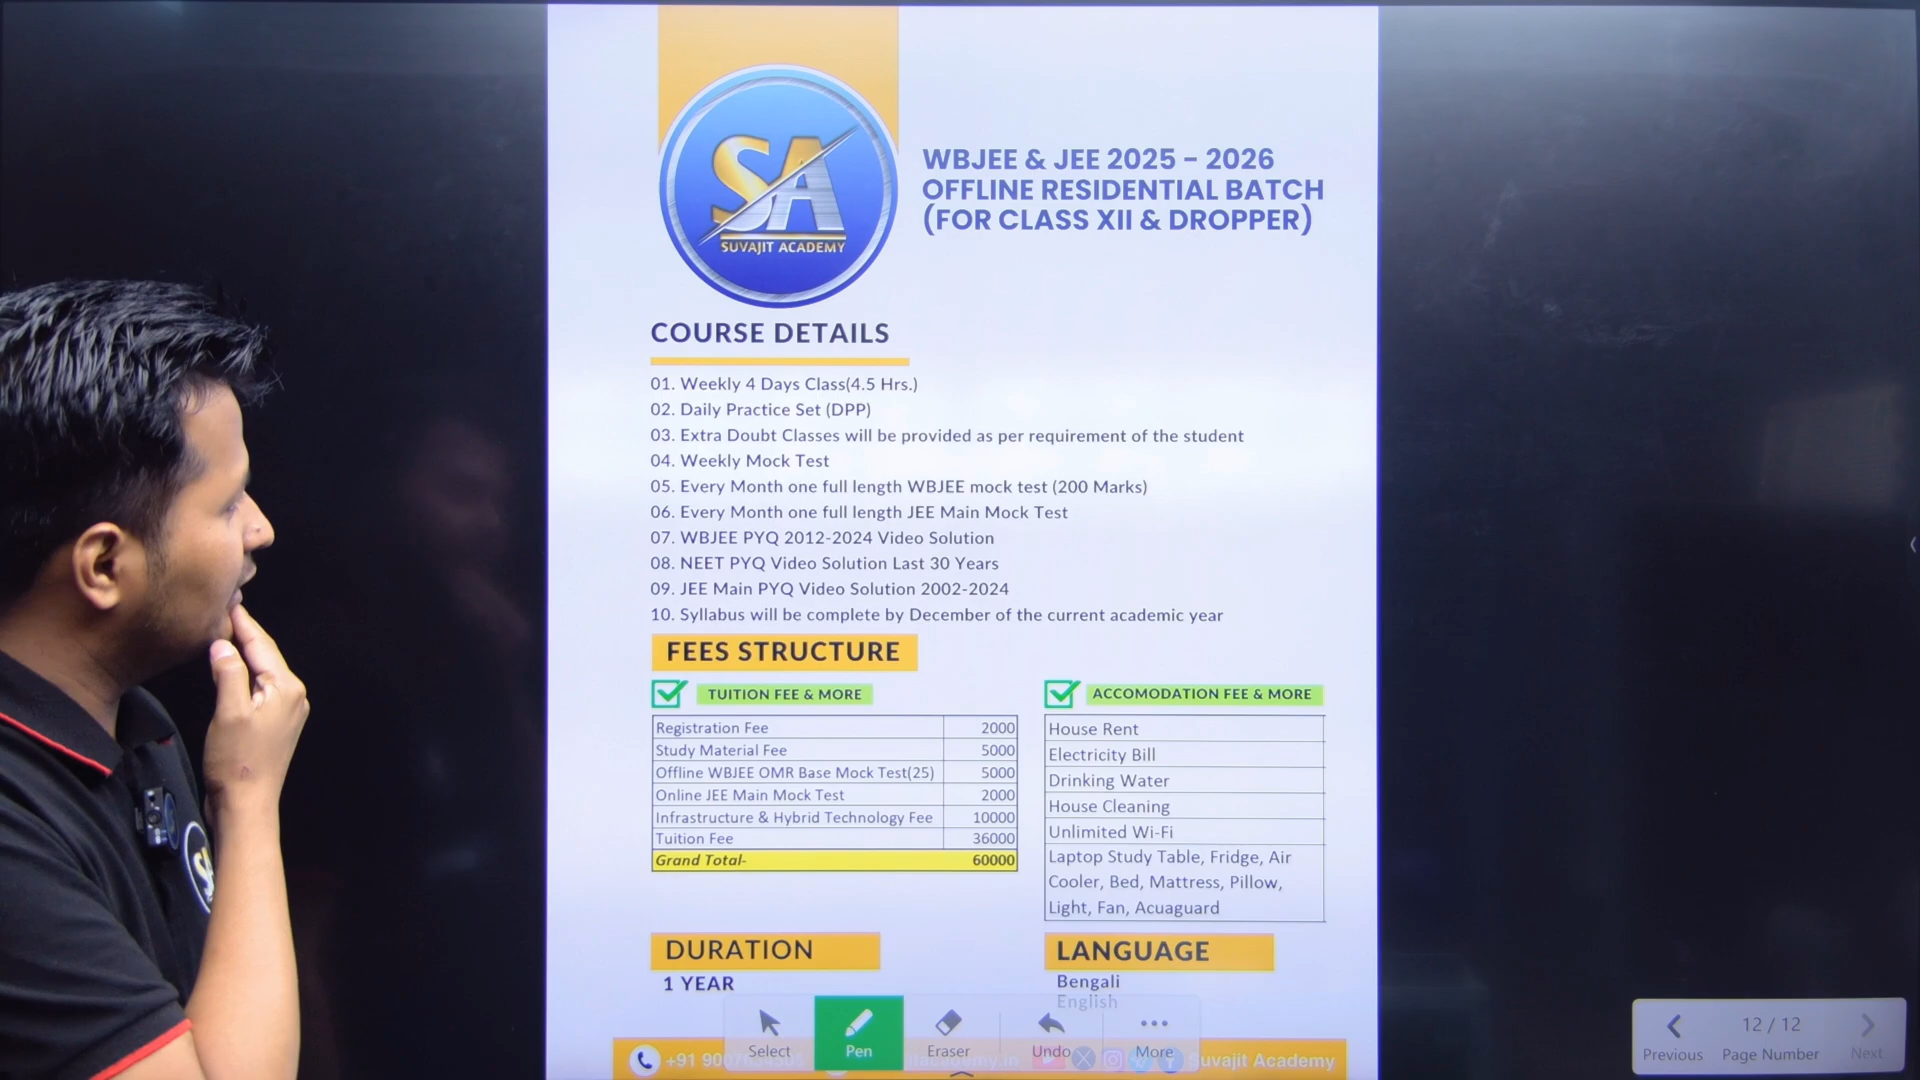 SA
SUVAJIT ACADEMY
WBJEE & JEE 2025 - 2026
OFFLINE RESIDENTIAL BATCH
(FOR CLASS XII & DROPPER)
COURSE DETAILS
01. Weekly 4 Days Class(4.5 Hrs.)
02. Daily Practice Set (DPP)
03. Extra Doubt Classes will be provided as per requirement of the student
04. Weekly Mock Test
05. Every Month one full length WBJEE mock test (200 Marks)
06. Every Month one full length JEE Main Mock Test
07. WBJEE PYQ 2012-2024 Video Solution
08. NEET PYQ Video Solution Last 30 Years
09. JEE Main PYQ Video Solution 2002-2024
10. Syllabus will be complete by December of the current academic year
FEES STRUCTURE
TUITION FEE & MORE
Registration Fee 2000
Study Material Fee 5000
Offline WBJEE OMR Base Mock Test(25) 5000
Online JEE Main Mock Test 2000
Infrastructure & Hybrid Technology Fee 10000
Tuition Fee 36000
Grand Total- 60000
ACCOMODATION FEE & MORE
House Rent
Electricity Bill
Drinking Water
House Cleaning
Unlimited Wi-Fi
Laptop Study Table, Fridge, Air
Cooler, Bed, Mattress, Pillow,
Light, Fan, Acuaguard
DURATION
1 YEAR
LANGUAGE
Bengali
English
Select Pen Eraser Undo More
+91 Suvajit Academy
12 / 12
Previous Page Number Next